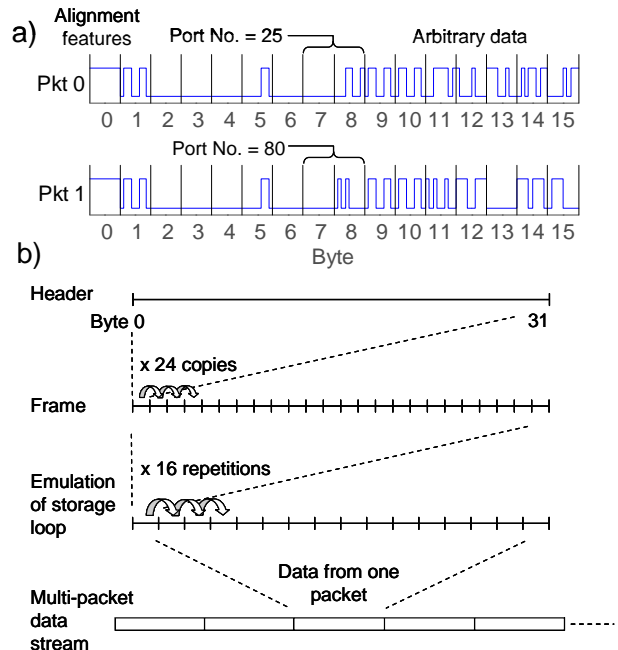 a)
Alignment
features
Port No. = 25
Arbitrary data
Pkt 0
0 1 2 3 4 5 6 7 8 9 10 11 12 13 14 15
Port No. = 80
Pkt 1
0 1 2 3 4 5 6 7 8 9 10 11 12 13 14 15
Byte
b)
Header
Byte 0
31
x 24 copies
Frame
x 16 repetitions
Emulation
of storage
loop
Data from one
packet
Multi-packet
data
stream